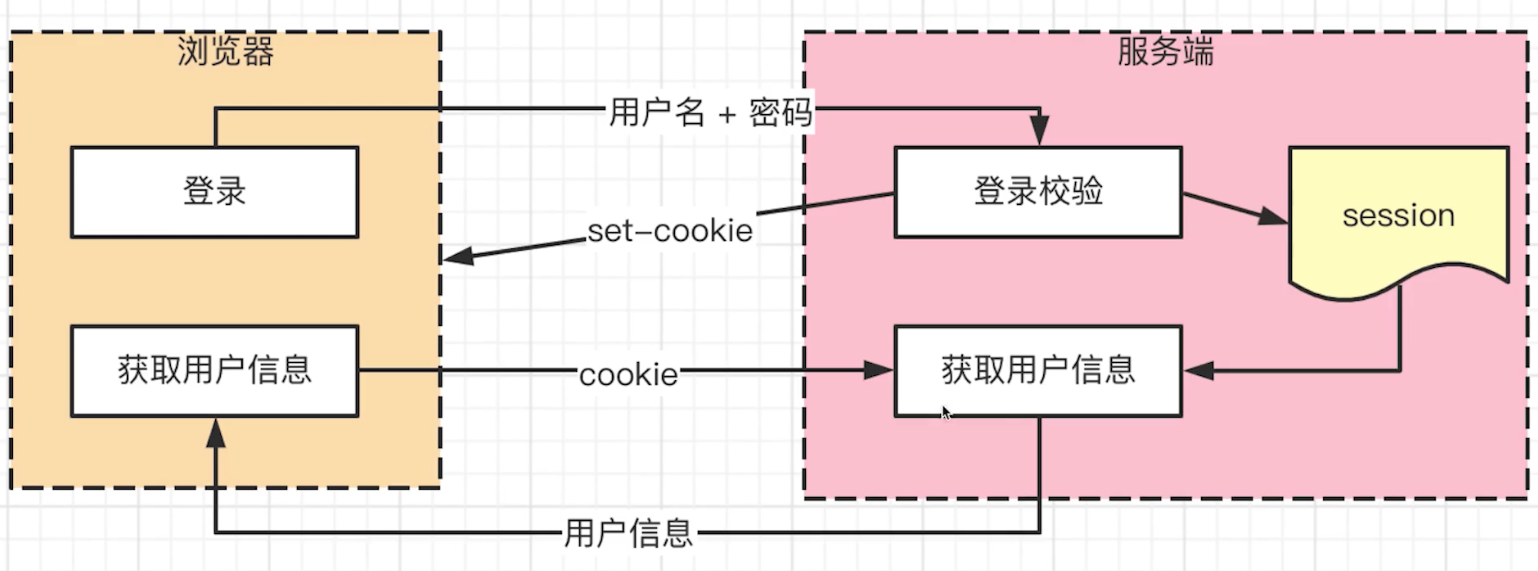 浏览器
服务端
用户名 + 密码
登录
登录校验
session
set-cookie
获取用户信息
cookie
获取用户信息
用户信息